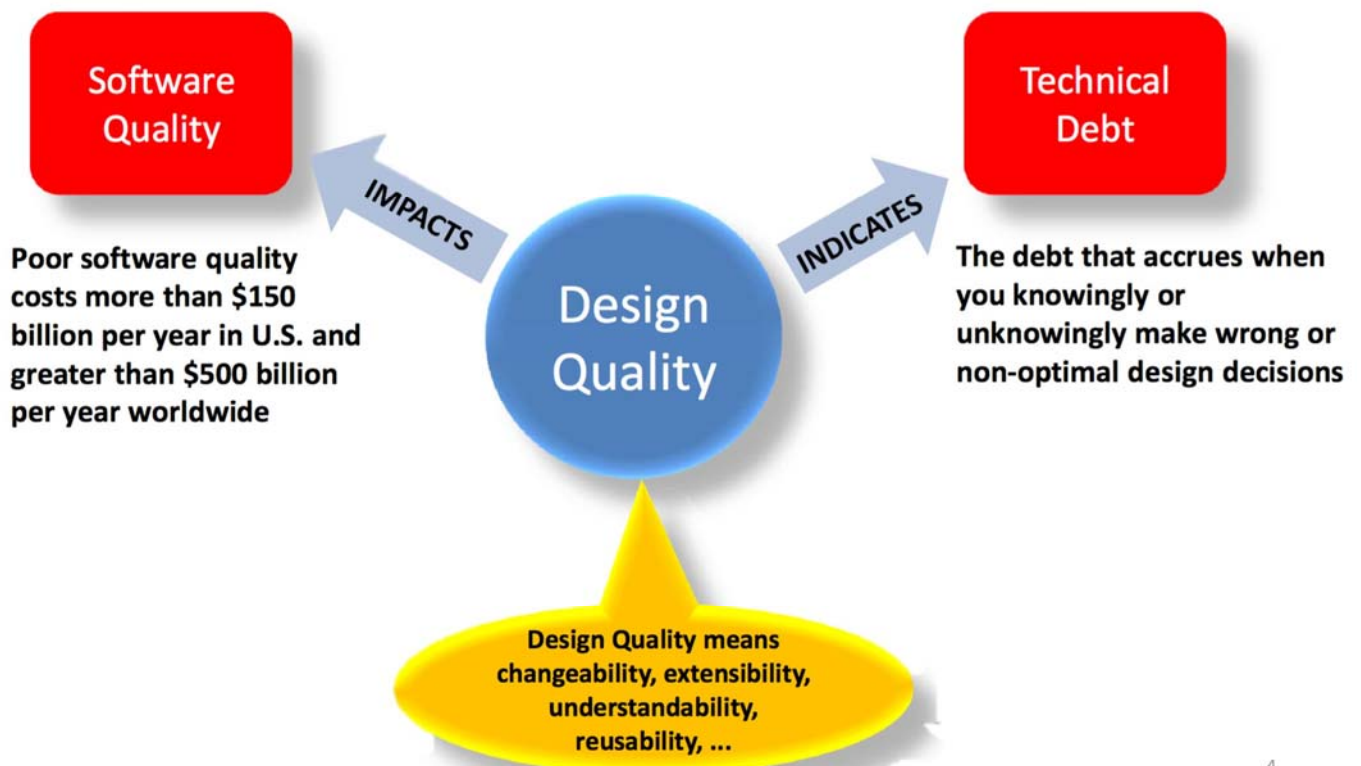 Software
Quality
Technical
Debt
IMPACTS
INDICATES
Design
Quality
Poor software quality
costs more than $150
billion per year in U.S. and
greater than $500 billion
per year worldwide
The debt that accrues when
you knowingly or
unknowingly make wrong or
non-optimal design decisions
Design Quality means
changeability, extensibility,
understandability,
reusability, ...
4